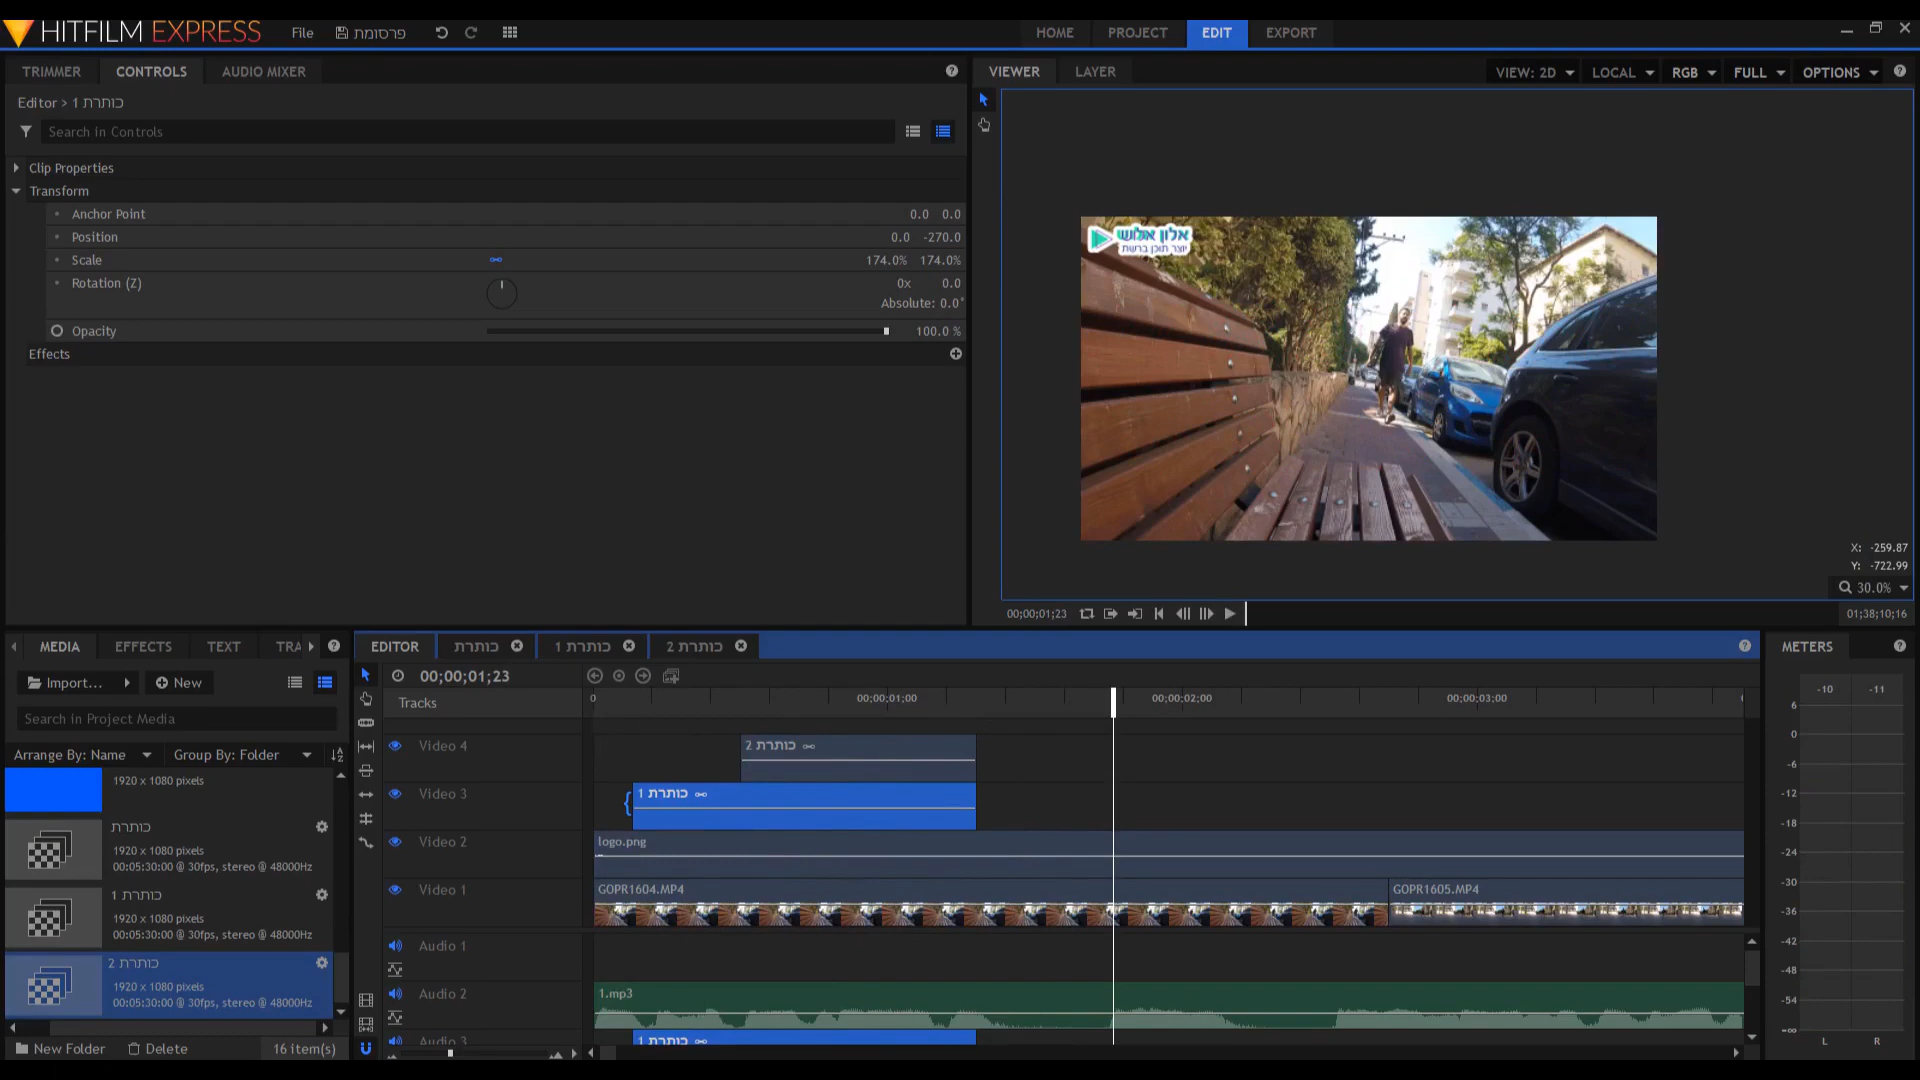 HITFILM EXPRESS
File
פרסומת
HOME
PROJECT
EDIT
EXPORT
TRIMMER
CONTROLS
AUDIO MIXER
Editor > כותרת 1
Search in Controls
Clip Properties
Transform
Anchor Point 0.0 0.0
Position 0.0 -270.0
Scale 174.0% 174.0%
Rotation (Z) 0x 0.0
Absolute: 0.0°
Opacity 100.0 %
Effects
VIEWER
LAYER
VIEW: 2D
LOCAL
RGB
FULL
OPTIONS
אלון אלוש
יוצר תוכן ברשת
X: -259.87
Y: -722.99
30.0%
00;00;01;23
01;38;10;16
MEDIA
EFFECTS
TEXT
TRA
Import...
New
Search in Project Media
Arrange By: Name
Group By: Folder
1920 x 1080 pixels
כותרת
1920 x 1080 pixels
00:05:30:00 @ 30fps, stereo @ 48000Hz
כותרת 1
1920 x 1080 pixels
00:05:30:00 @ 30fps, stereo @ 48000Hz
כותרת 2
1920 x 1080 pixels
00:05:30:00 @ 30fps, stereo @ 48000Hz
New Folder
Delete
16 item(s)
EDITOR
כותרת
כותרת 1
כותרת 2
00;00;01;23
Tracks
0
00;00;01;00
00;00;02;00
00;00;03;00
Video 4
כותרת 2
Video 3
כותרת 1
Video 2
logo.png
Video 1
GOPR1604.MP4
GOPR1605.MP4
Audio 1
Audio 2
1.mp3
Audio 3
כותרת 1
METERS
-10
-11
6
0
-6
-12
-18
-24
-30
-36
-42
-48
-54
-∞
L
R